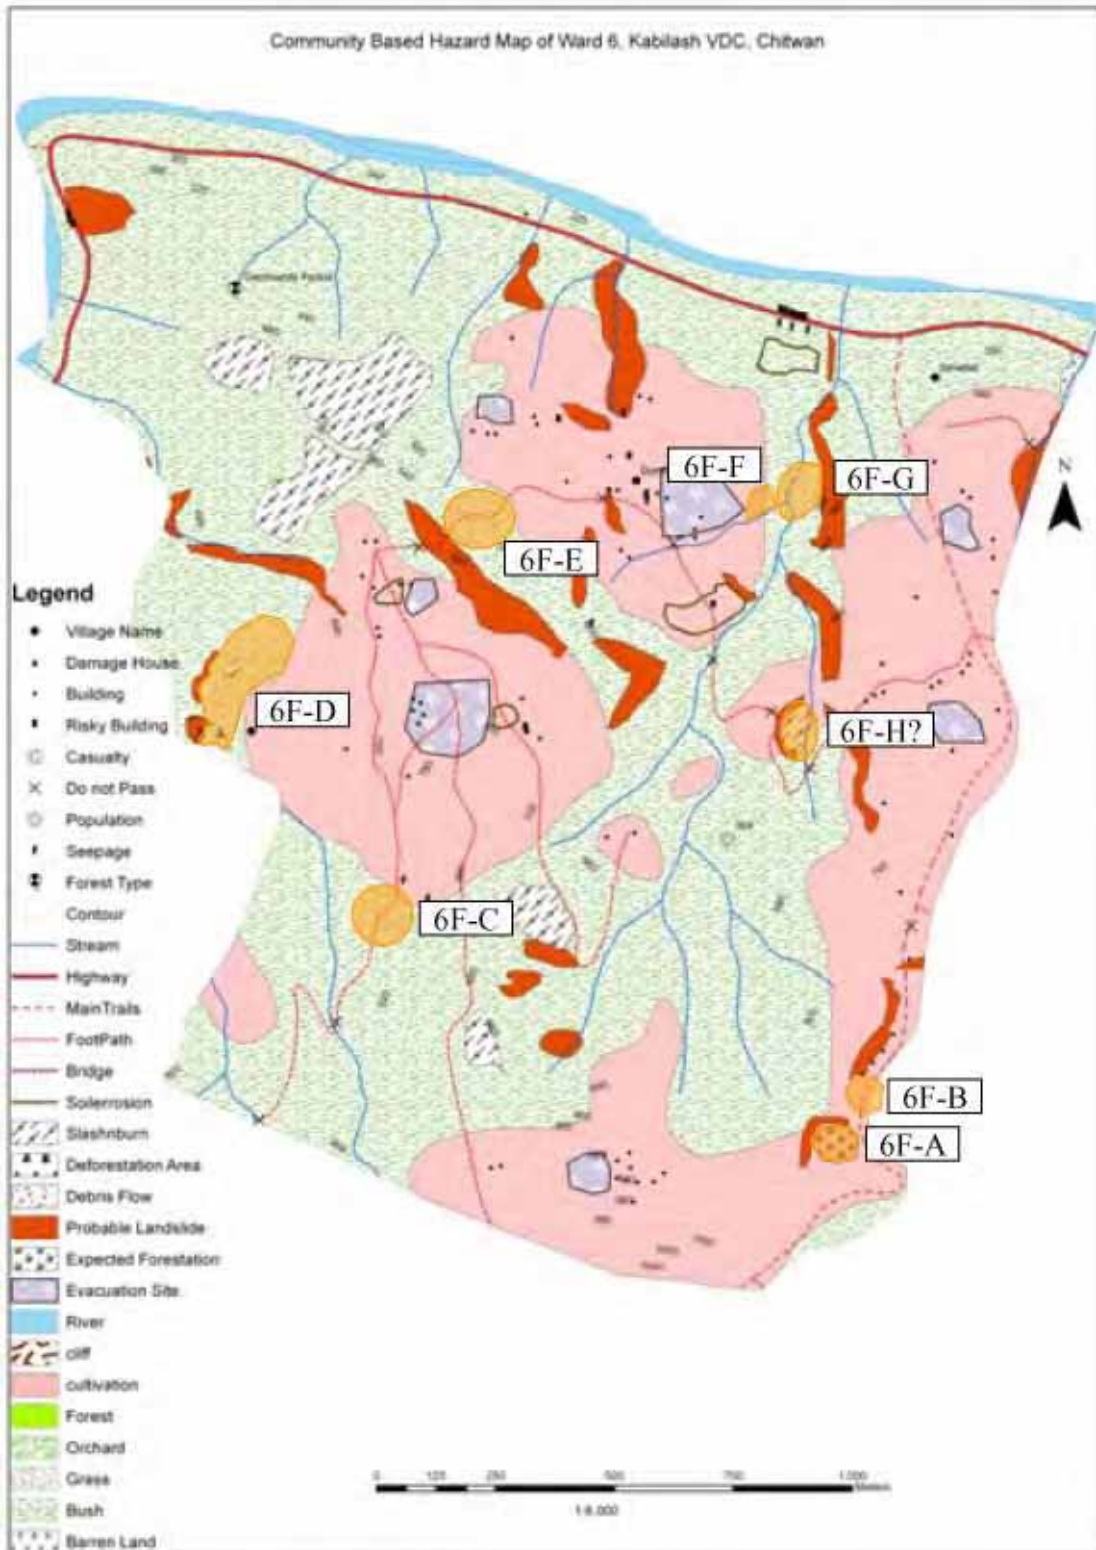 Community Based Hazard Map of Ward 6, Kabilash VDC, Chitwan
6F-F
6F-G
6F-E
N
Legend
Village Name
Damage House
Building
Risky Building
Casualty
Do not Pass
Population
Seepage
Forest Type
Contour
Stream
Highway
MainTrails
FootPath
Bridge
Soilerrosion
Slashnburn
Deforestation Area
Debris Flow
Probable Landslide
Expected Forestation
Evacuation Site
River
cliff
cultivation
Forest
Orchard
Grass
Bush
Barren Land
6F-D
6F-H?
6F-C
6F-B
6F-A
0 125 250 500 750 1,000
Meters
1:6,000